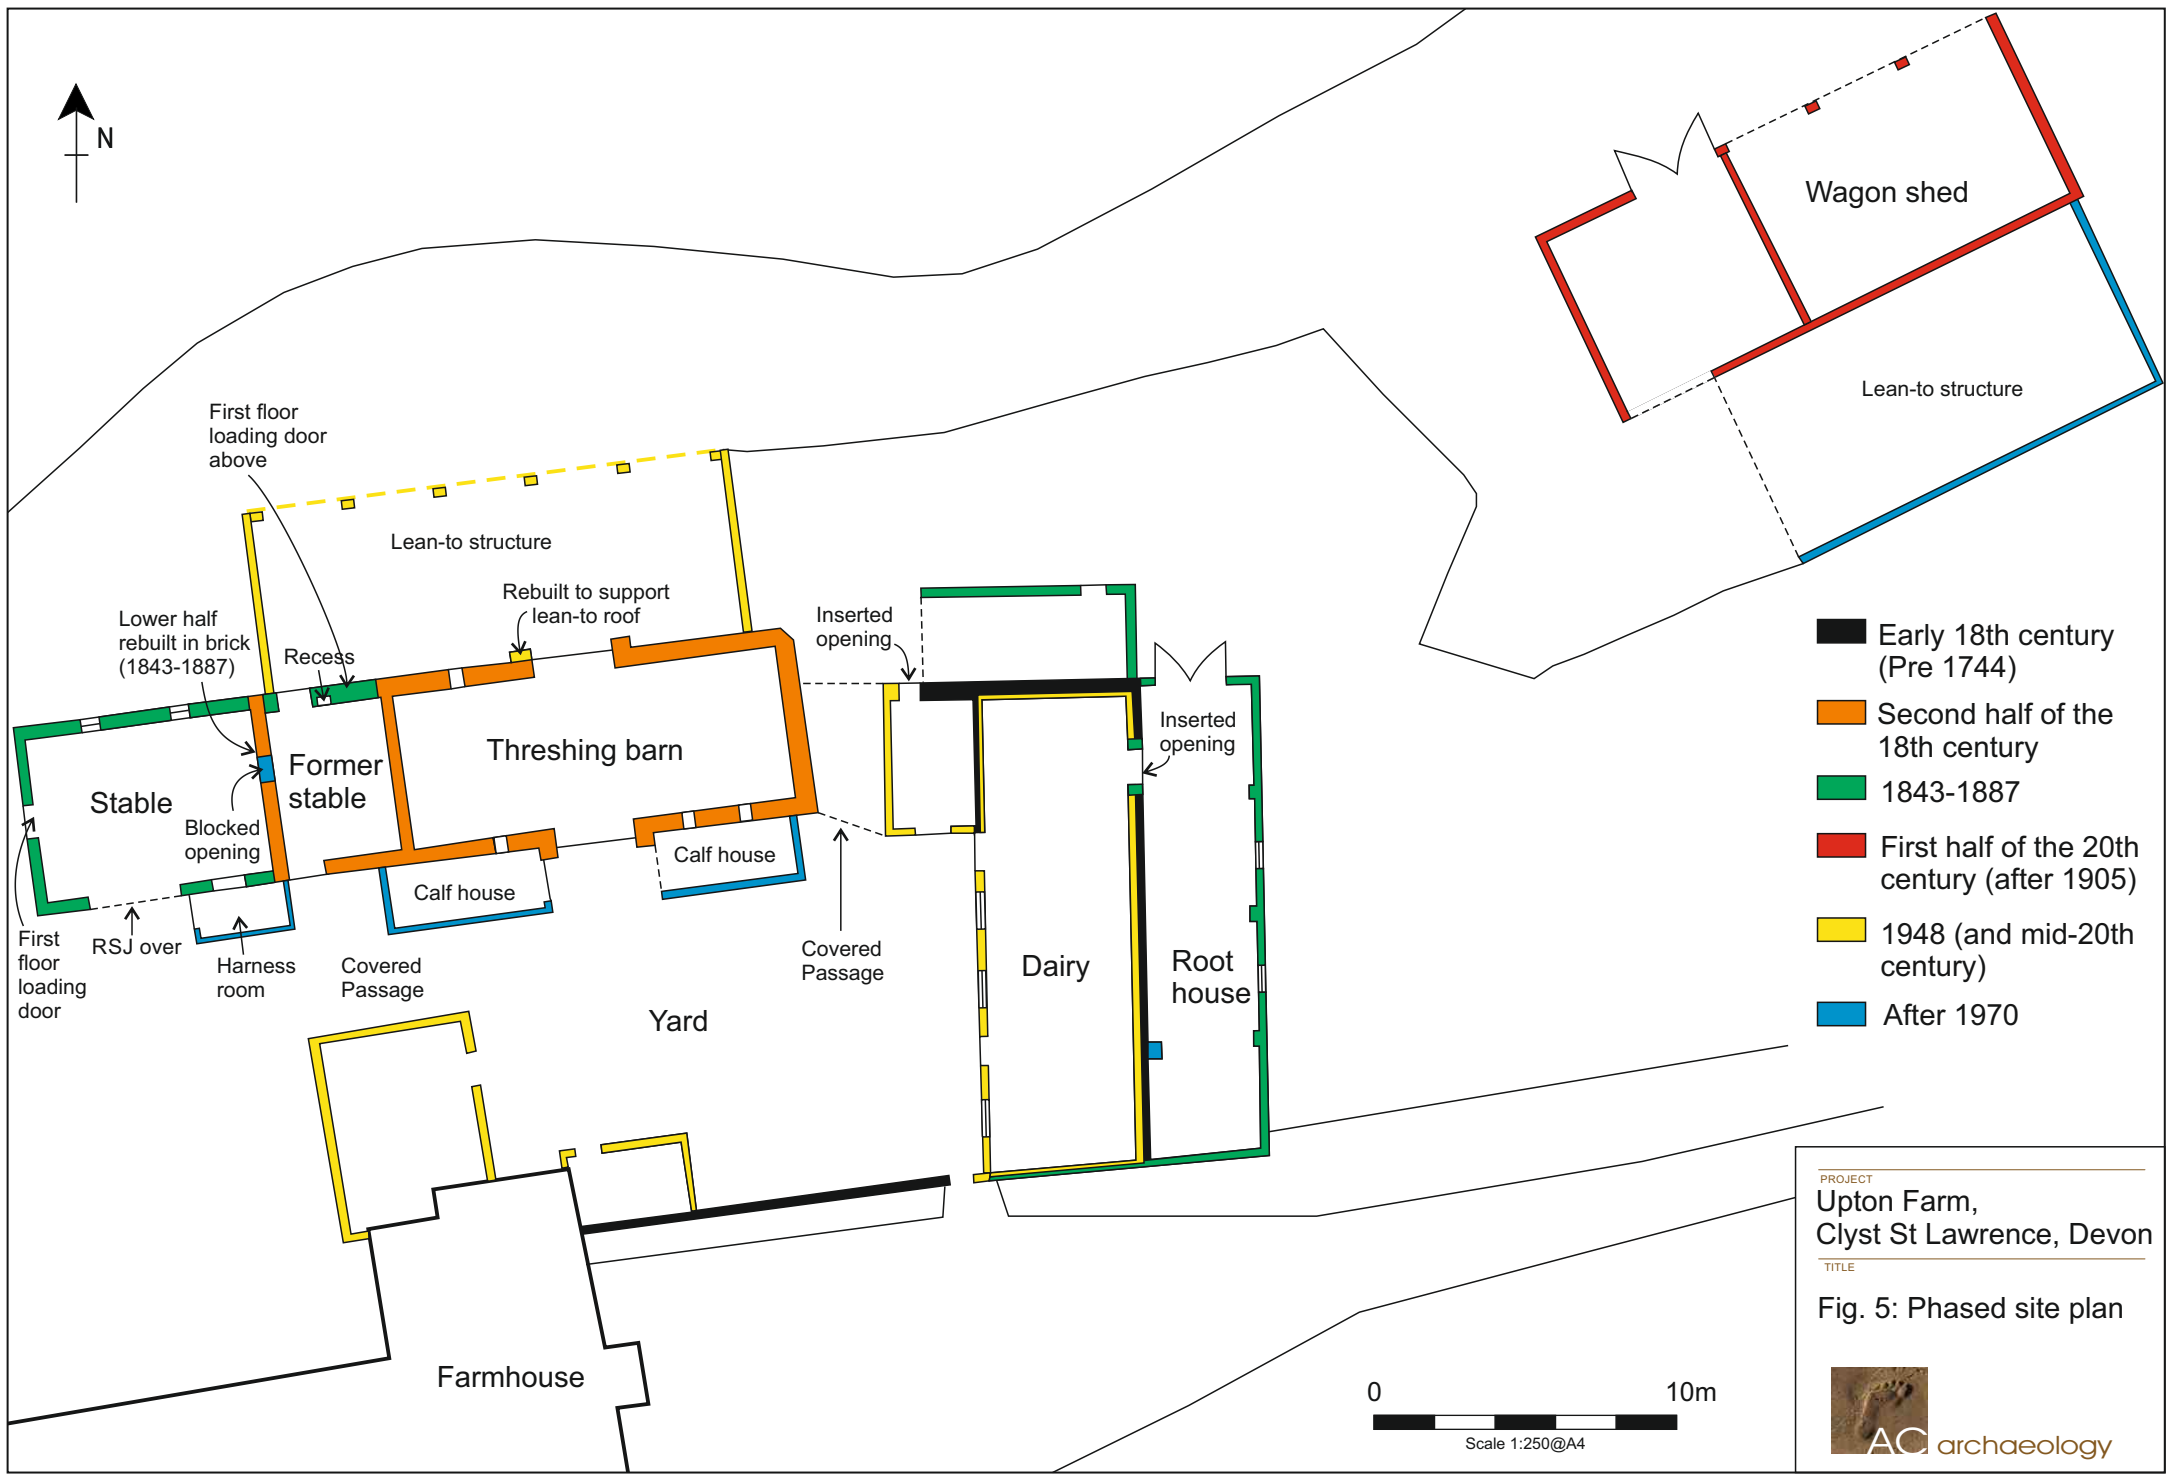 N
Wagon shed
Lean-to structure
First floor
loading door
above
Lean-to structure
Rebuilt to support
lean-to roof
Lower half
rebuilt in brick
(1843-1887)
Recess
Inserted
opening
Inserted
opening
Threshing barn
Former
stable
Stable
Blocked
opening
Calf house
Calf house
First
floor
loading
door
RSJ over
Harness
room
Covered
Passage
Covered
Passage
Yard
Dairy
Root
house
Farmhouse
Early 18th century
(Pre 1744)
Second half of the
18th century
1843-1887
First half of the 20th
century (after 1905)
1948 (and mid-20th
century)
After 1970
0 10m
Scale 1:250@A4
PROJECT
Upton Farm,
Clyst St Lawrence, Devon
TITLE
Fig. 5: Phased site plan
AC archaeology